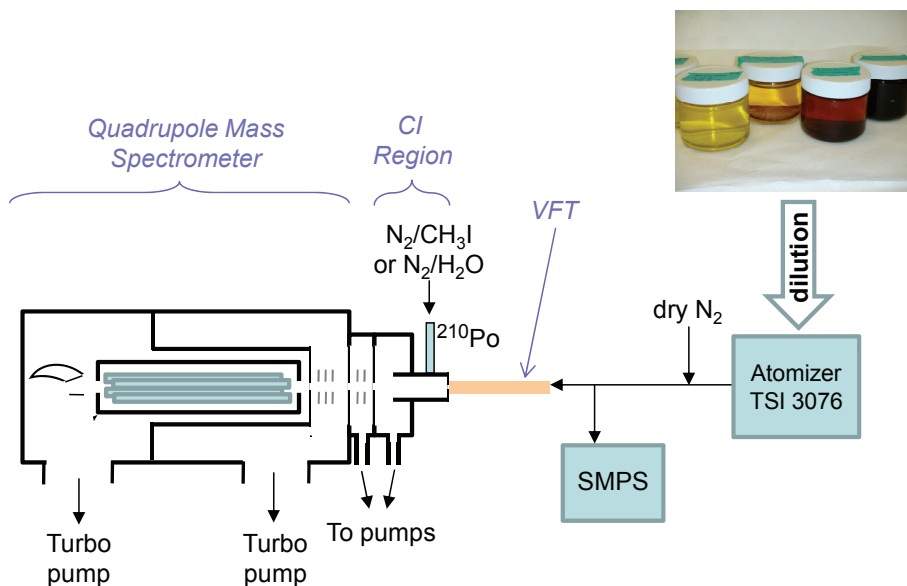 Quadrupole Mass
Spectrometer
CI
Region
VFT
N₂/CH₃I
or N₂/H₂O
²¹⁰Po
dilution
dry N₂
Atomizer
TSI 3076
SMPS
To pumps
Turbo
pump
Turbo
pump